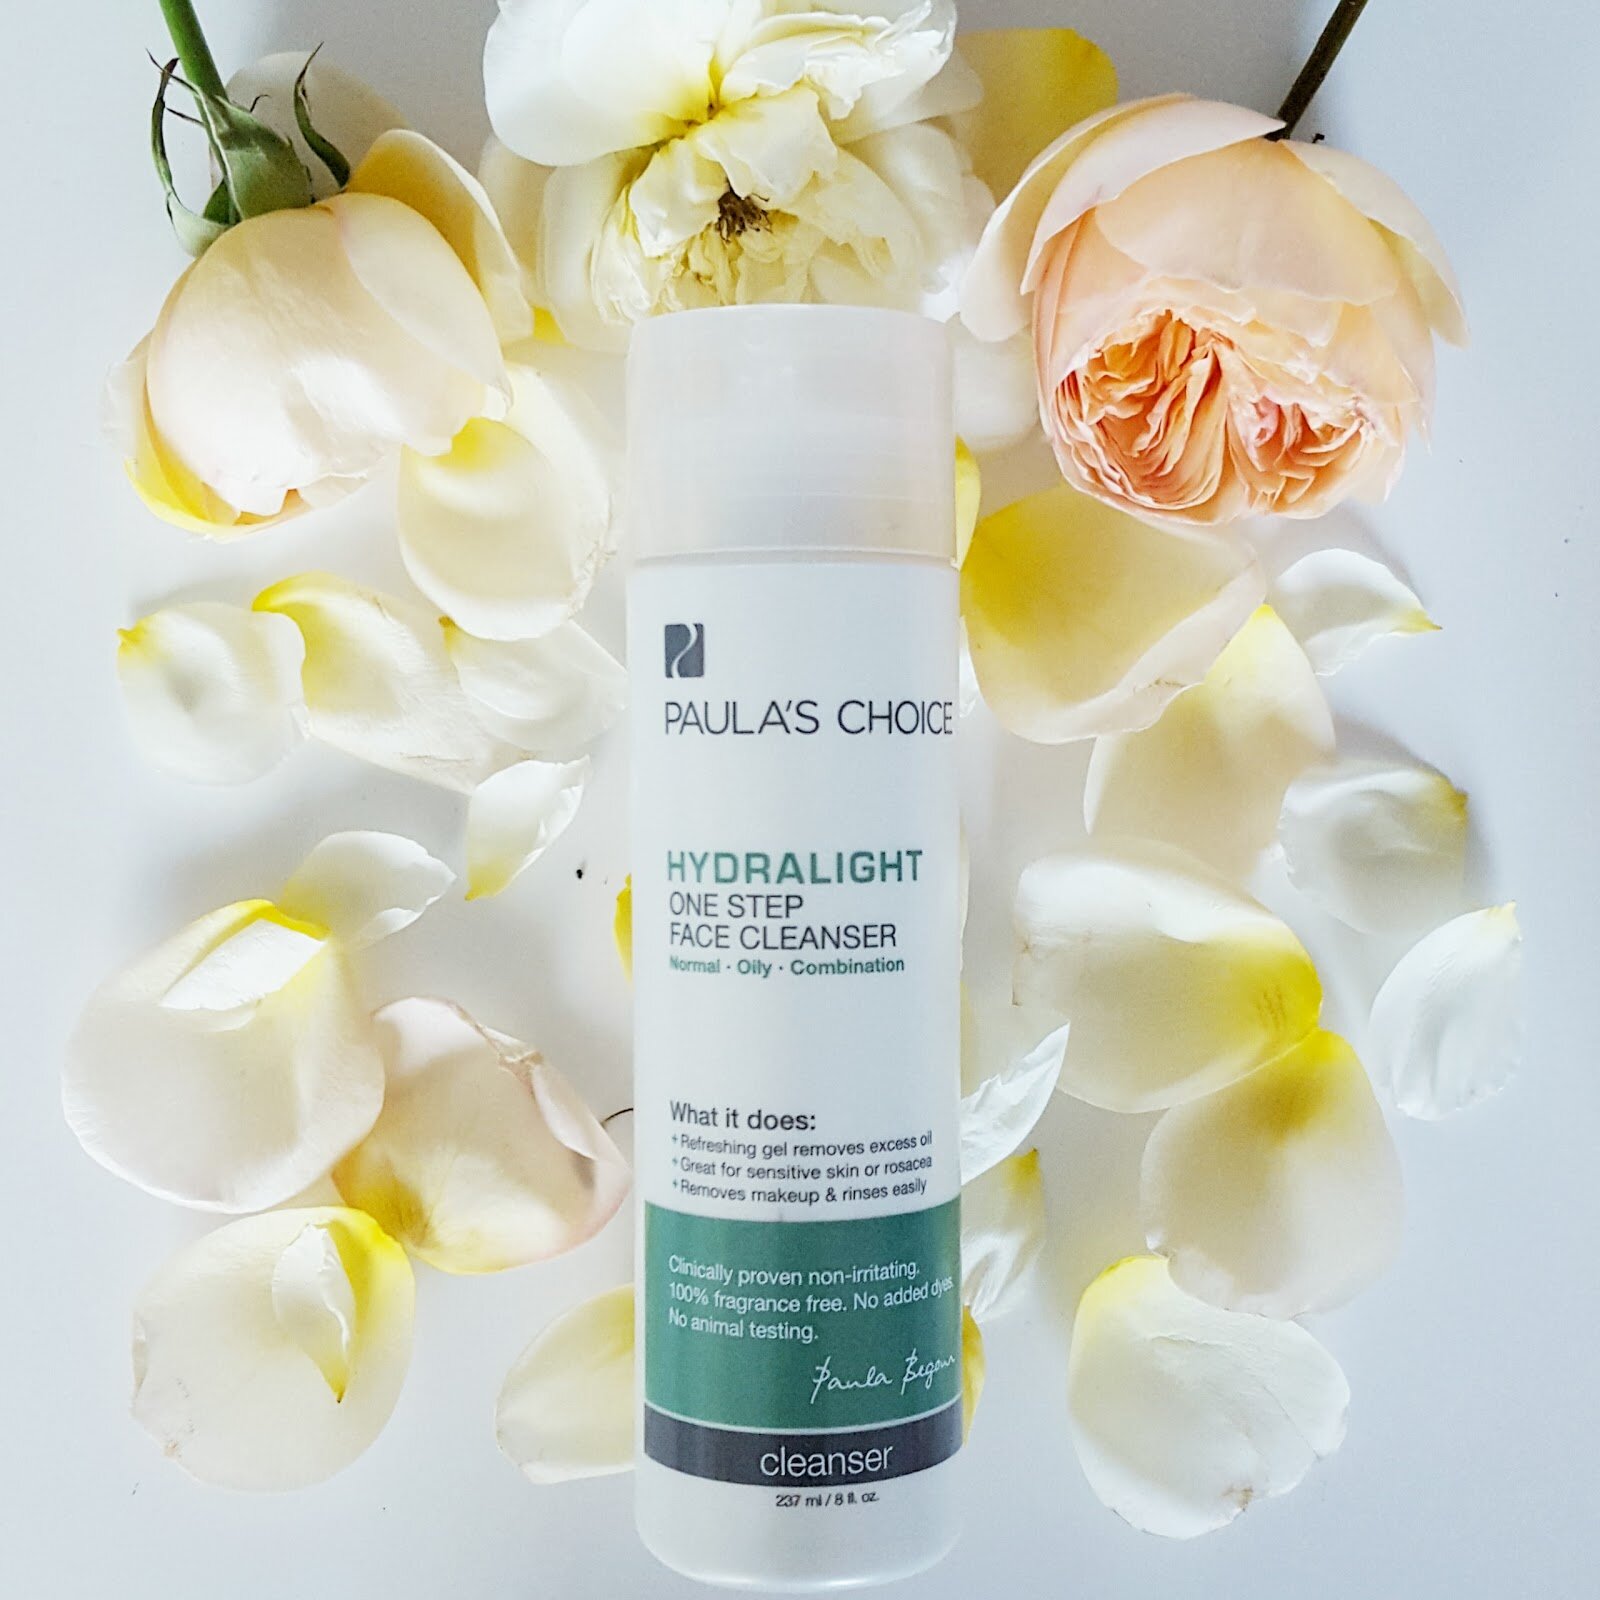 PAULA'S CHOICE
HYDRALIGHT
ONE STEP
FACE CLEANSER
Normal · Oily · Combination
What it does:
+Refreshing gel removes excess oil
+Great for sensitive skin or rosacea
+Removes makeup & rinses easily
Clinically proven non-irritating.
100% fragrance free. No added dyes.
No animal testing.
Paula Begoun
cleanser
237 ml / 8 fl. oz.